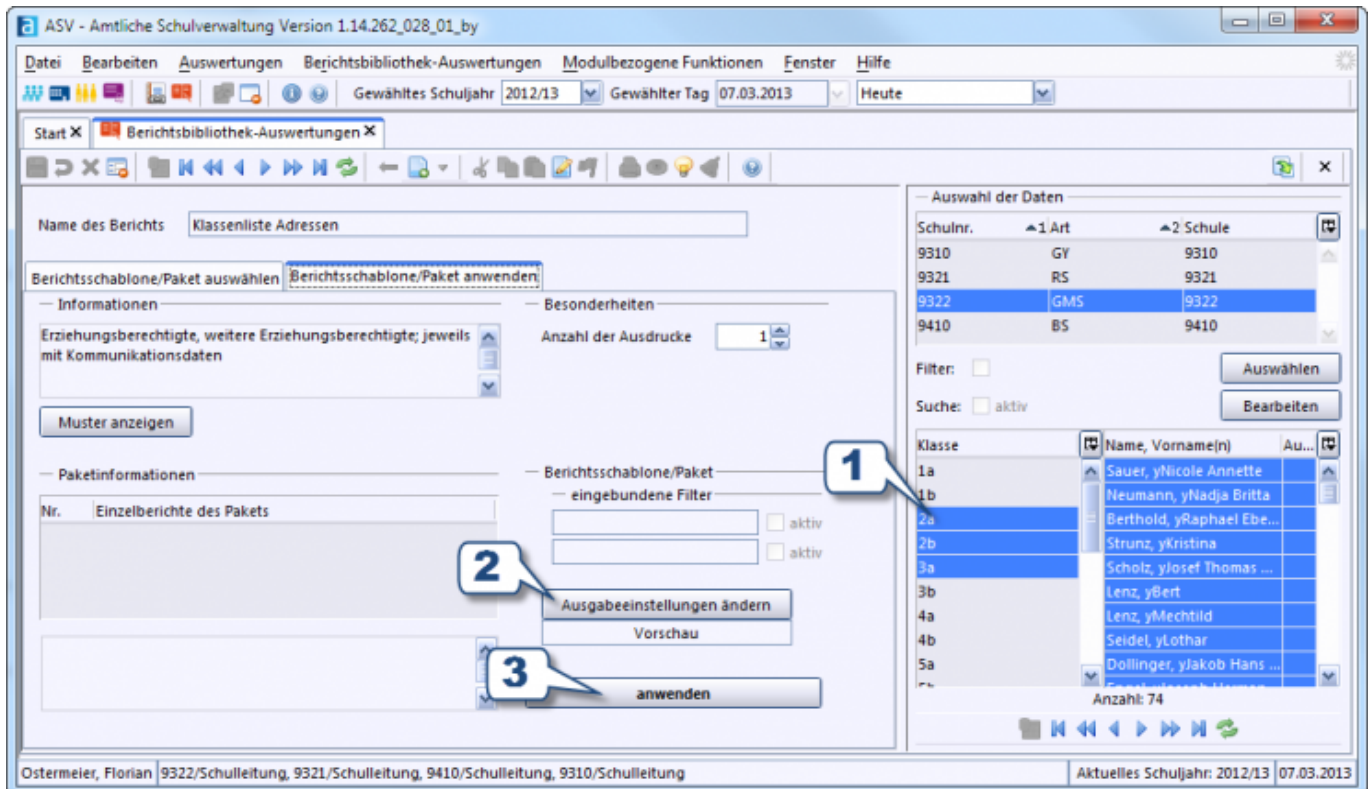 ASV - Amtliche Schulverwaltung Version 1.14.262_028_01_by
Datei Bearbeiten Auswertungen Berichtsbibliothek-Auswertungen Modulbezogene Funktionen Fenster Hilfe
Gewähltes Schuljahr 2012/13 Gewählter Tag 07.03.2013 Heute
Start Berichtsbibliothek-Auswertungen
Name des Berichts Klassenliste Adressen
Berichtsschablone/Paket auswählen Berichtsschablone/Paket anwenden
Informationen
Erziehungsberechtigte, weitere Erziehungsberechtigte; jeweils
mit Kommunikationsdaten
Muster anzeigen
Besonderheiten
Anzahl der Ausdrucke 1
Paketinformationen
Nr. Einzelberichte des Pakets
Berichtsschablone/Paket
eingebundene Filter
aktiv
aktiv
2
Ausgabeeinstellungen ändern
Vorschau
3
anwenden
Auswahl der Daten
Schulnr. 1 Art 2 Schule
9310 GY 9310
9321 RS 9321
9322 GMS 9322
9410 BS 9410
Filter: Auswählen
Suche: aktiv Bearbeiten
1
Klasse Name, Vorname(n) Au...
1a Sauer, yNicole Annette
1b Neumann, yNadja Britta
2a Berthold, yRaphael Ebe...
2b Strunz, yKristina
3a Scholz, yJosef Thomas ...
3b Lenz, yBert
4a Lenz, yMechtild
4b Seidel, yLothar
5a Dollinger, yJakob Hans ...
Anzahl: 74
Ostermeier, Florian 9322/Schulleitung, 9321/Schulleitung, 9410/Schulleitung, 9310/Schulleitung Aktuelles Schuljahr: 2012/13 07.03.2013